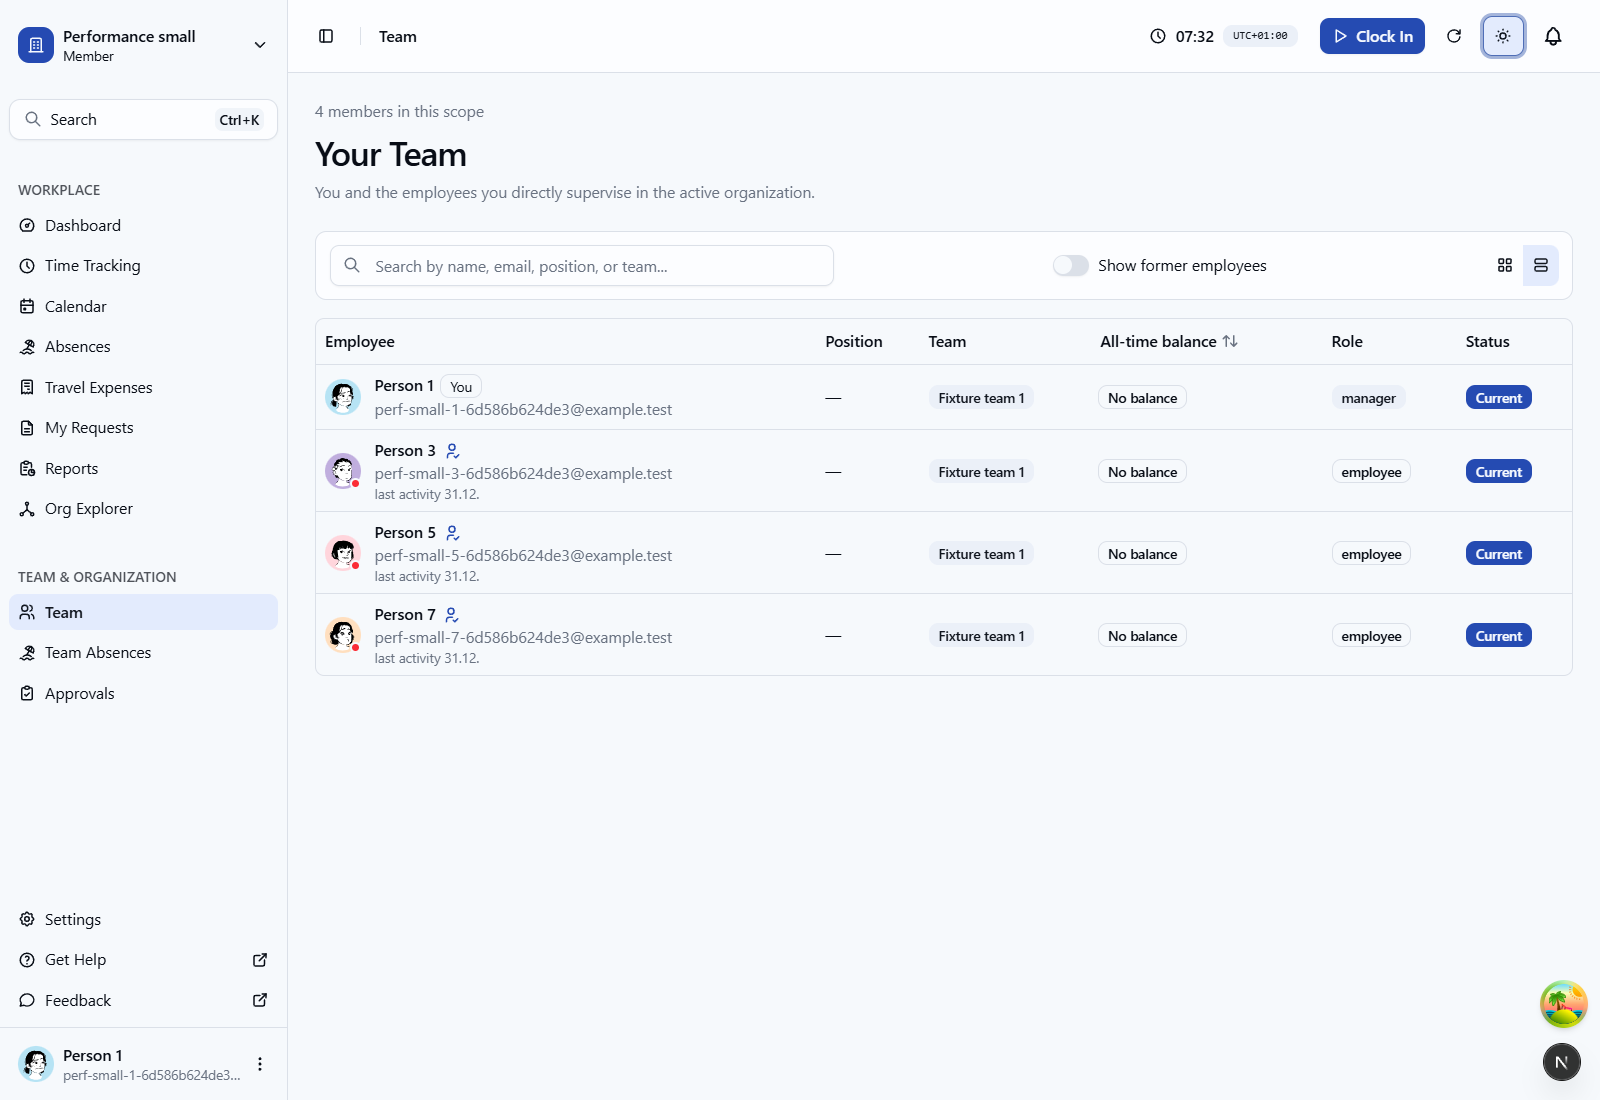 Performance small
Member
Search
Ctrl+K
WORKPLACE
Dashboard
Time Tracking
Calendar
Absences
Travel Expenses
My Requests
Reports
Org Explorer
TEAM & ORGANIZATION
Team
Team Absences
Approvals
Settings
Get Help
Feedback
Person 1
perf-small-1-6d586b624de3...
Team
07:32
UTC+01:00
Clock In
4 members in this scope
Your Team
You and the employees you directly supervise in the active organization.
Search by name, email, position, or team...
Show former employees
Employee Position Team All-time balance Role Status
Person 1 You
perf-small-1-6d586b624de3@example.test
— Fixture team 1 No balance manager Current
Person 3
perf-small-3-6d586b624de3@example.test
last activity 31.12.
— Fixture team 1 No balance employee Current
Person 5
perf-small-5-6d586b624de3@example.test
last activity 31.12.
— Fixture team 1 No balance employee Current
Person 7
perf-small-7-6d586b624de3@example.test
last activity 31.12.
— Fixture team 1 No balance employee Current
N